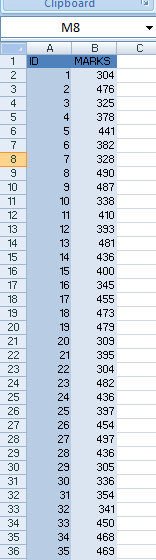 Clipboard
M8
A B C
1 ID MARKS
2 1 304
3 2 476
4 3 325
5 4 378
6 5 441
7 6 382
8 7 328
9 8 490
10 9 487
11 10 338
12 11 410
13 12 393
14 13 481
15 14 436
16 15 400
17 16 345
18 17 455
19 18 473
20 19 479
21 20 309
22 21 395
23 22 304
24 23 482
25 24 436
26 25 397
27 26 454
28 27 497
29 28 436
30 29 305
31 30 336
32 31 354
33 32 341
34 33 450
35 34 468
36 35 469